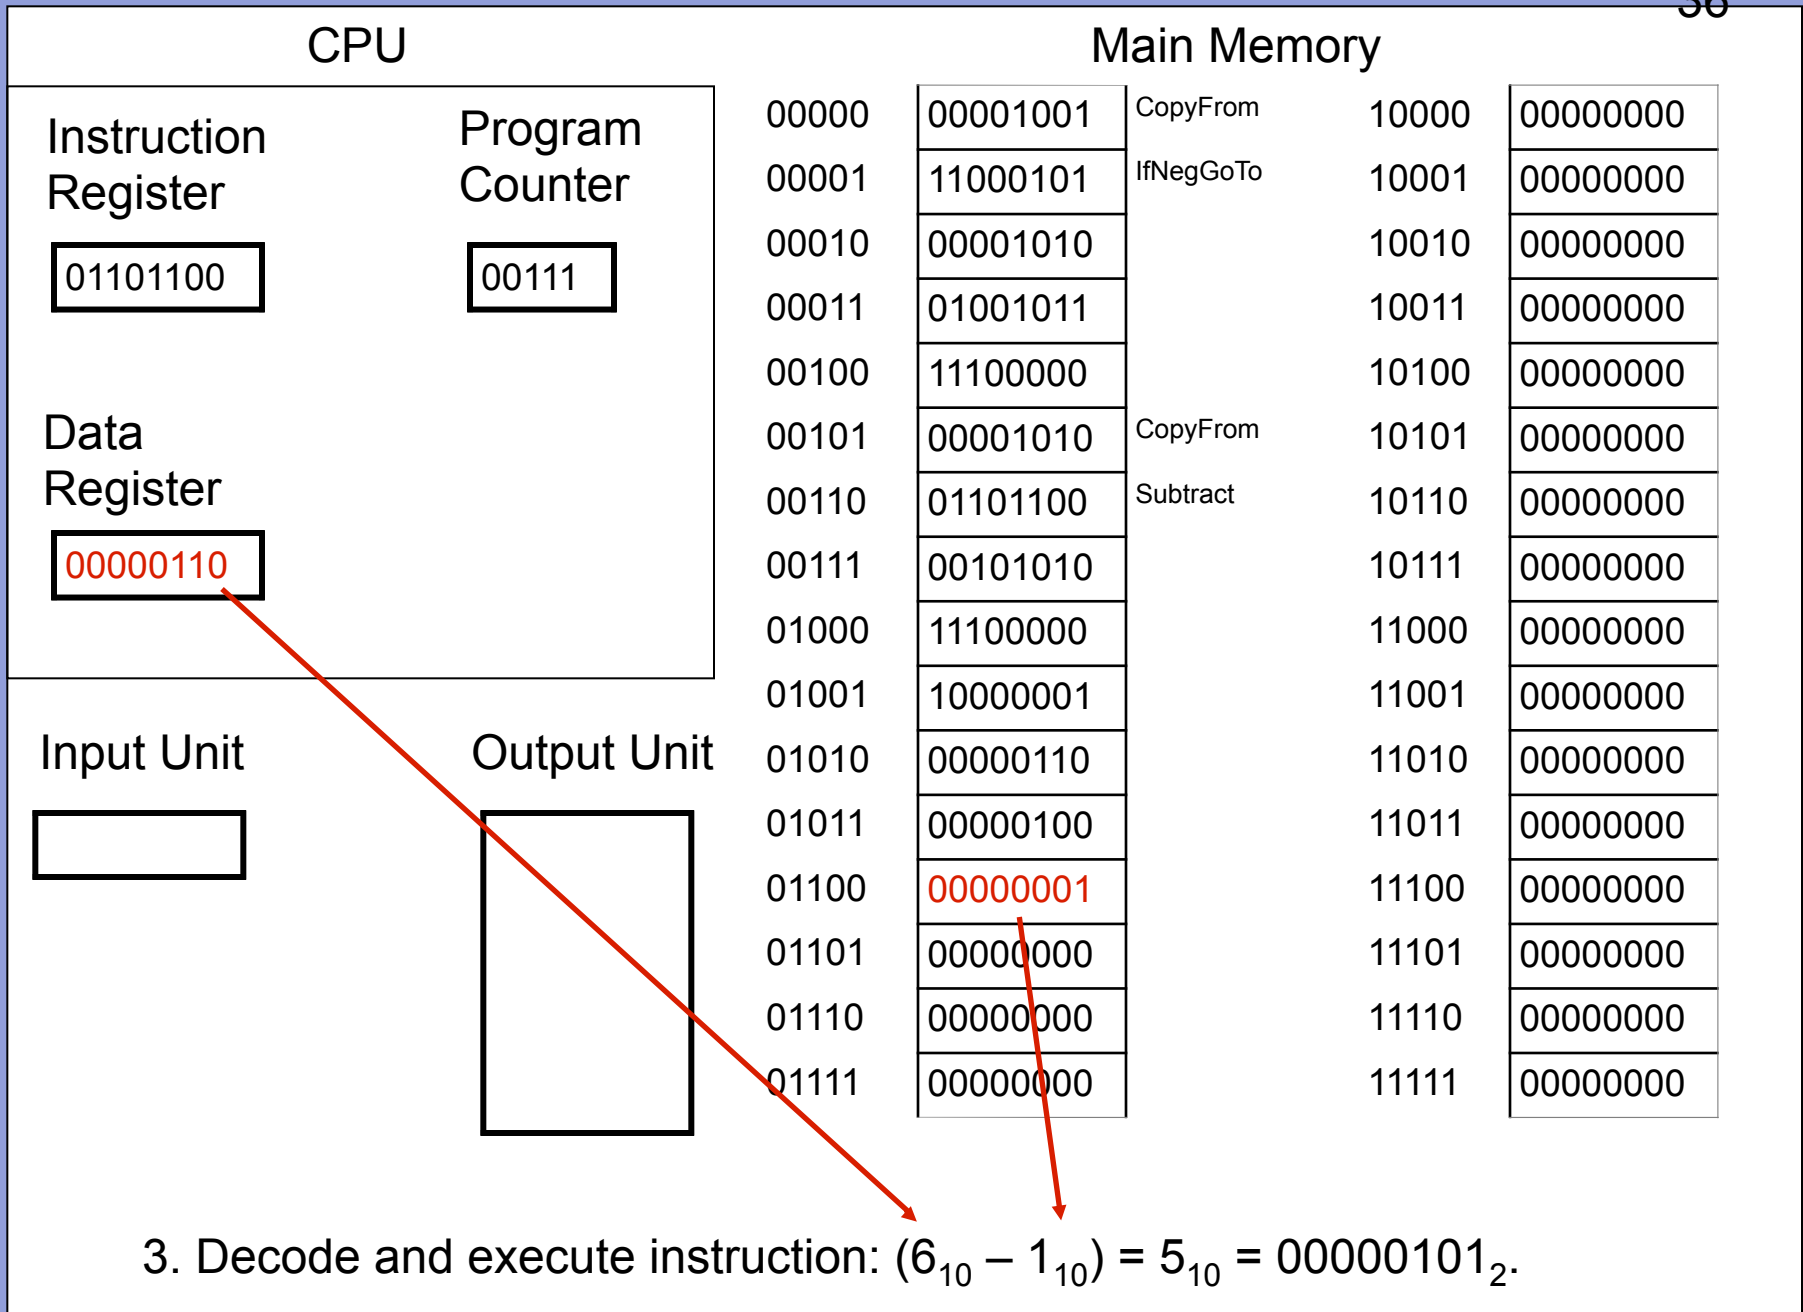 36
CPU
Main Memory
Instruction Register
01101100
Program Counter
00111
Data Register
00000110
Input Unit
Output Unit
00000 00001001 CopyFrom 10000 00000000
00001 11000101 IfNegGoTo 10001 00000000
00010 00001010 10010 00000000
00011 01001011 10011 00000000
00100 11100000 10100 00000000
00101 00001010 CopyFrom 10101 00000000
00110 01101100 Subtract 10110 00000000
00111 00101010 10111 00000000
01000 11100000 11000 00000000
01001 10000001 11001 00000000
01010 00000110 11010 00000000
01011 00000100 11011 00000000
01100 00000001 11100 00000000
01101 00000000 11101 00000000
01110 00000000 11110 00000000
01111 00000000 11111 00000000
3. Decode and execute instruction: (6₁₀ – 1₁₀) = 5₁₀ = 00000101₂.